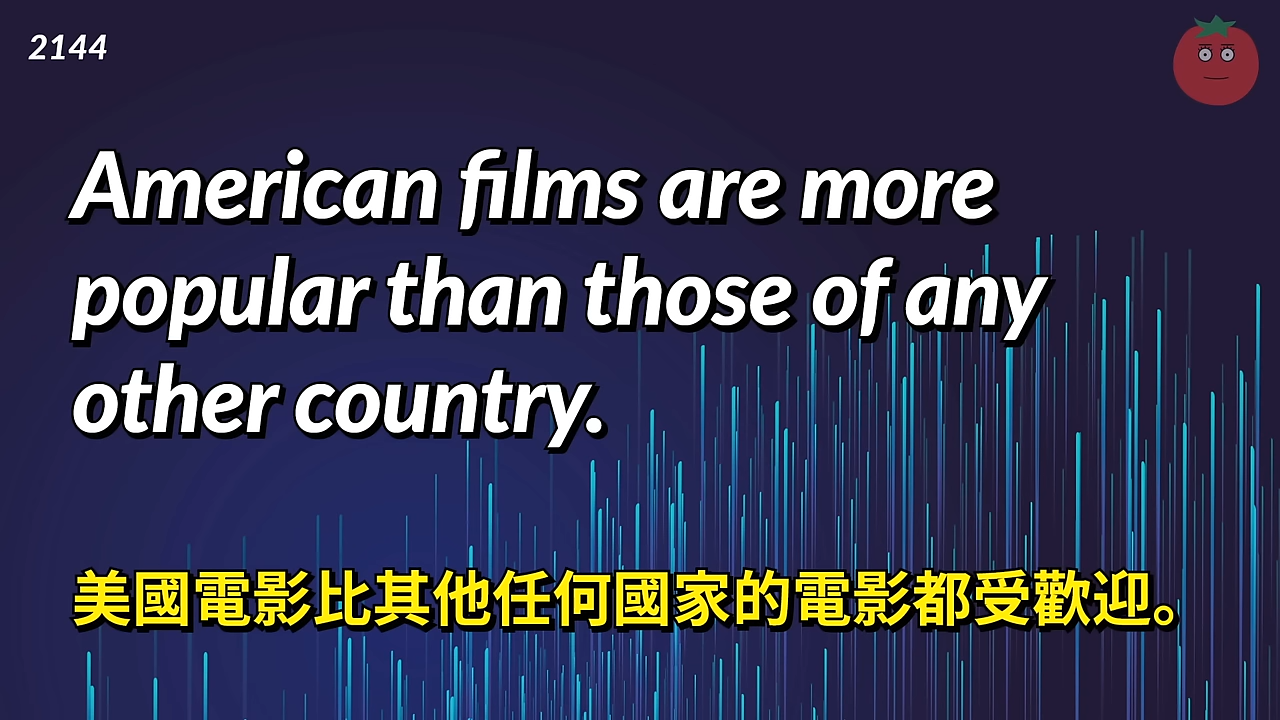 2144
American films are more
popular than those of any
other country.
美國電影比其他任何國家的電影都受歡迎。